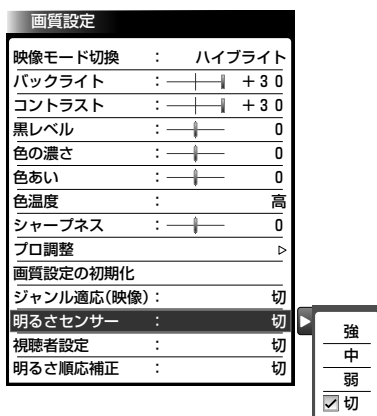 画質設定
映像モード切換 : ハイブライト
バックライト : +30
コントラスト : +30
黒レベル : 0
色の濃さ : 0
色あい : 0
色温度 : 高
シャープネス : 0
プロ調整
画質設定の初期化
ジャンル適応(映像) : 切
明るさセンサー : 切
視聴者設定 : 切
明るさ順応補正 : 切
強
中
弱
切